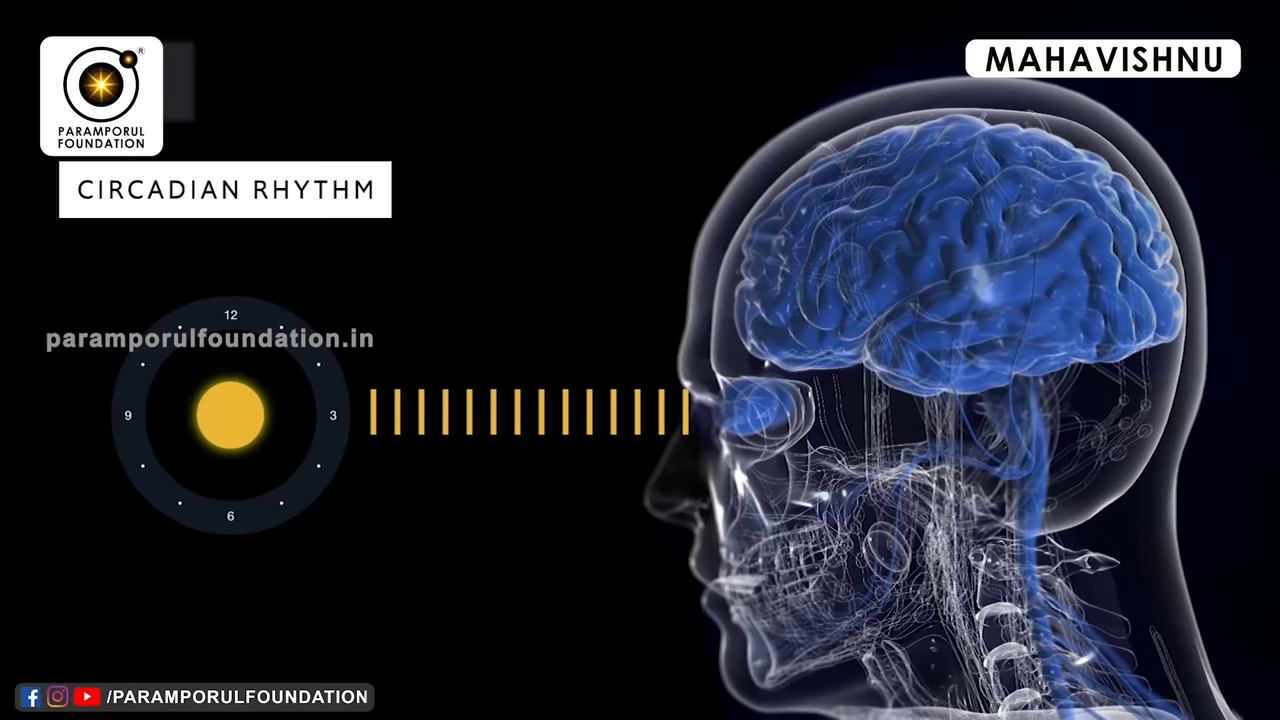 ®
PARAMPORUL
FOUNDATION
MAHAVISHNU
CIRCADIAN RHYTHM
12
paramporulfoundation.in
9
3
6
/PARAMPORULFOUNDATION